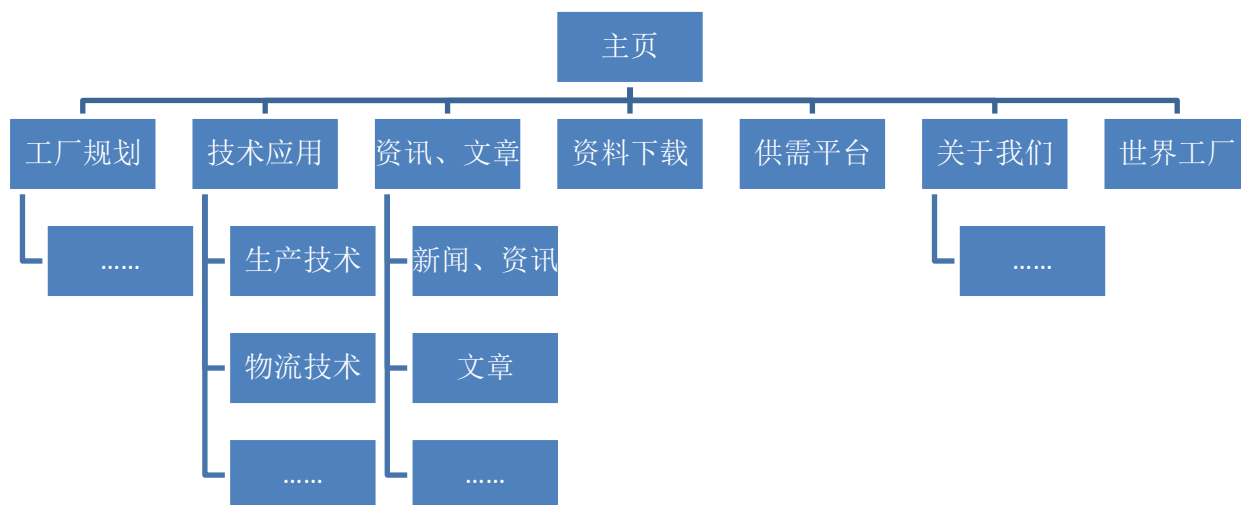 主页
工厂规划
技术应用
资讯、文章
资料下载
供需平台
关于我们
世界工厂
……
生产技术
新闻、资讯
……
物流技术
文章
……
……